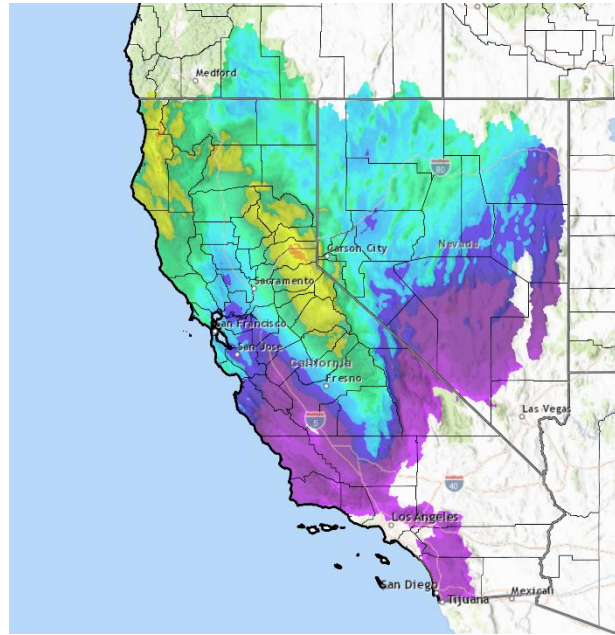 Medford
80
Nevada
Carson City
Sacramento
San Francisco
San Jose
California
Fresno
Las Vegas
5
40
Los Angeles
San Diego
Tijuana
Mexicali